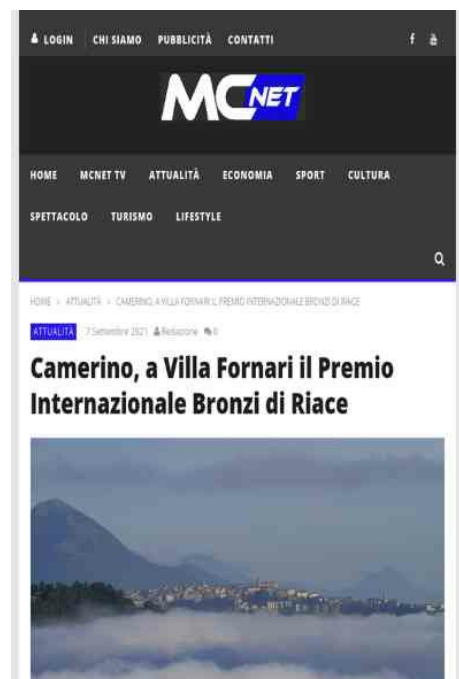 LOGIN CHI SIAMO PUBBLICITÀ CONTATTI
MCNET
HOME MCNET TV ATTUALITÀ ECONOMIA SPORT CULTURA
SPETTACOLO TURISMO LIFESTYLE
HOME > ATTUALITÀ > CAMERINO, A VILLA FORNARI IL PREMIO INTERNAZIONALE BRONZI DI RIACE
ATTUALITÀ 7 Settembre 2021 Redazione 0
Camerino, a Villa Fornari il Premio
Internazionale Bronzi di Riace